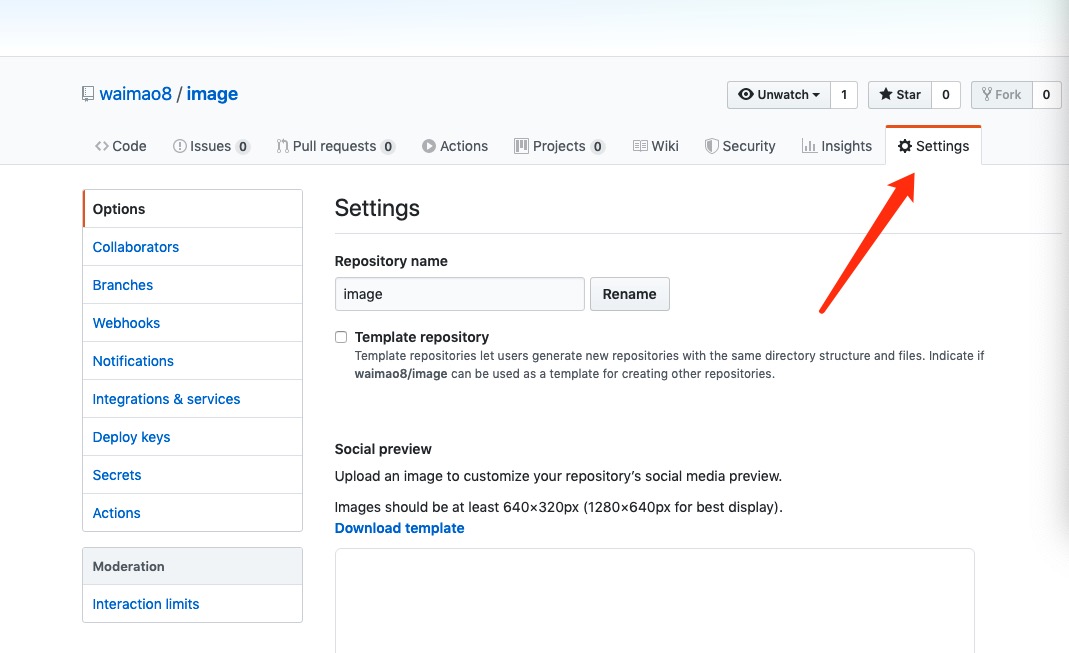 waimao8 / image
Unwatch 1 Star 0 Fork 0
Code Issues 0 Pull requests 0 Actions Projects 0 Wiki Security Insights Settings
Options
Collaborators
Branches
Webhooks
Notifications
Integrations & services
Deploy keys
Secrets
Actions
Moderation
Interaction limits
Settings
Repository name
image Rename
Template repository
Template repositories let users generate new repositories with the same directory structure and files. Indicate if
waimao8/image can be used as a template for creating other repositories.
Social preview
Upload an image to customize your repository’s social media preview.
Images should be at least 640×320px (1280×640px for best display).
Download template